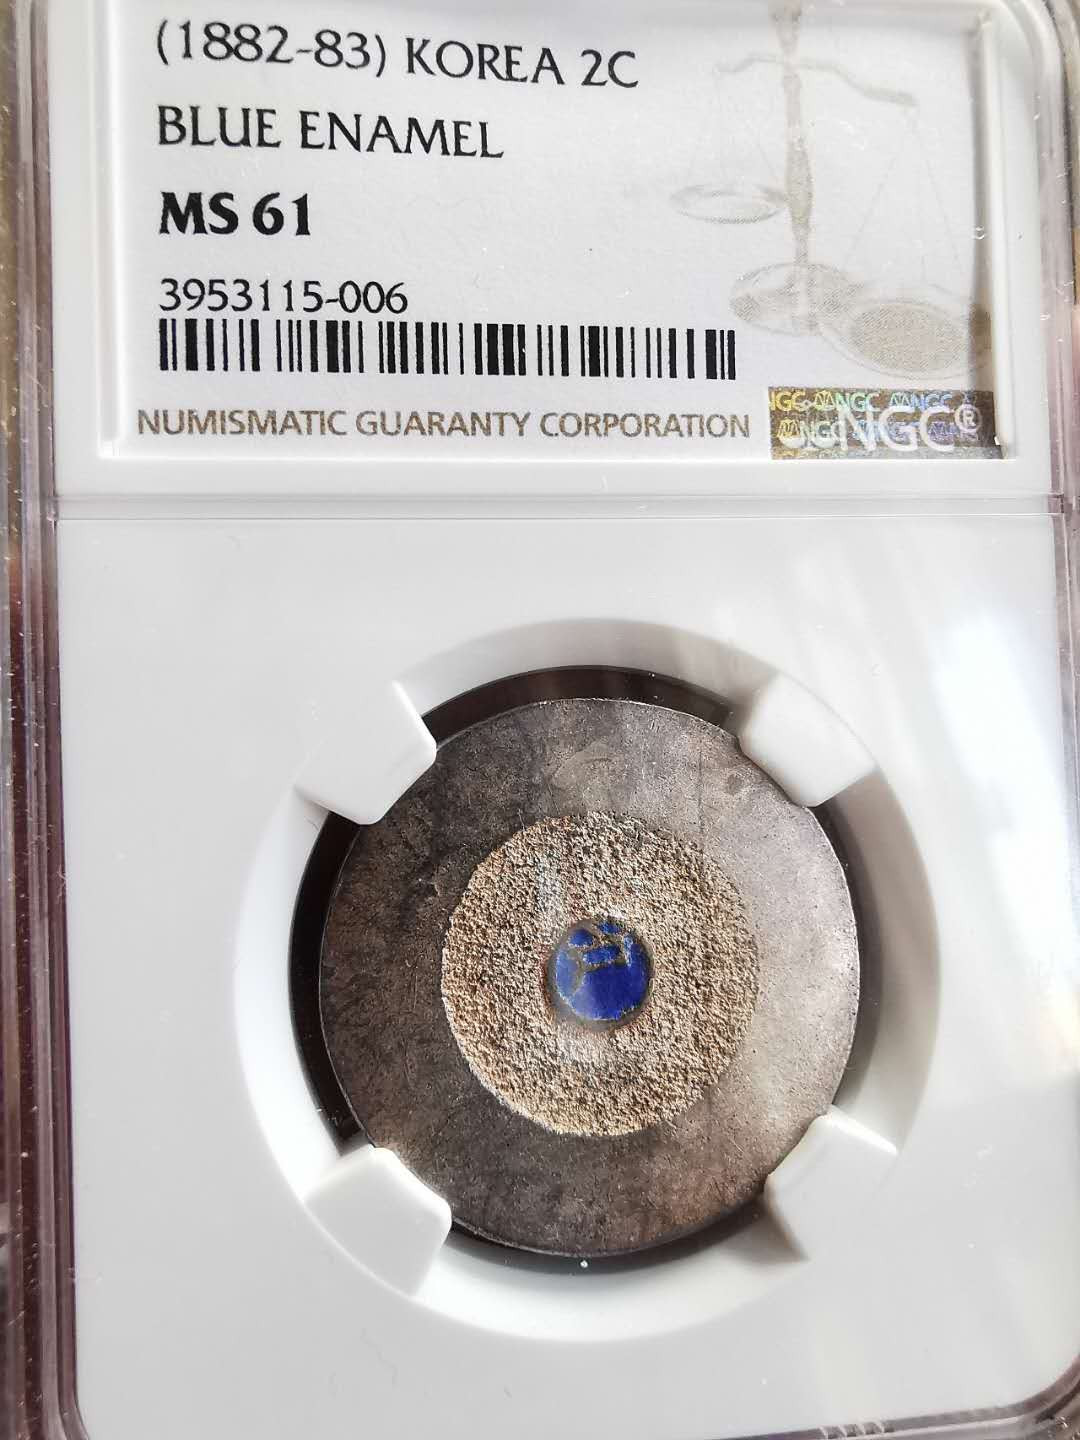 (1882-83) KOREA 2C
BLUE ENAMEL
MS 61
3953115-006
NUMISMATIC GUARANTY CORPORATION
NGC®